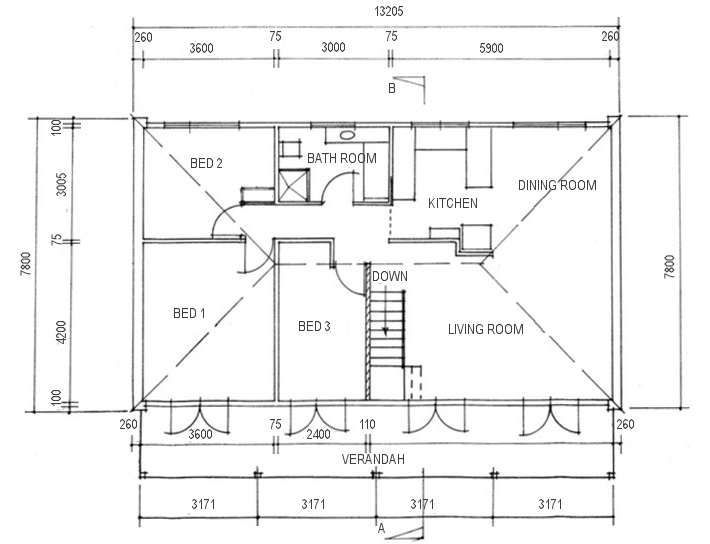 13205
260 75 75 260
3600 3000 5900
B
100
BED 2 BATH ROOM
3005 KITCHEN DINING ROOM
75
7800 DOWN 7800
BED 1 BED 3 LIVING ROOM
4200
100
260 3600 75 2400 110 260
VERANDAH
3171 3171 3171 3171
A